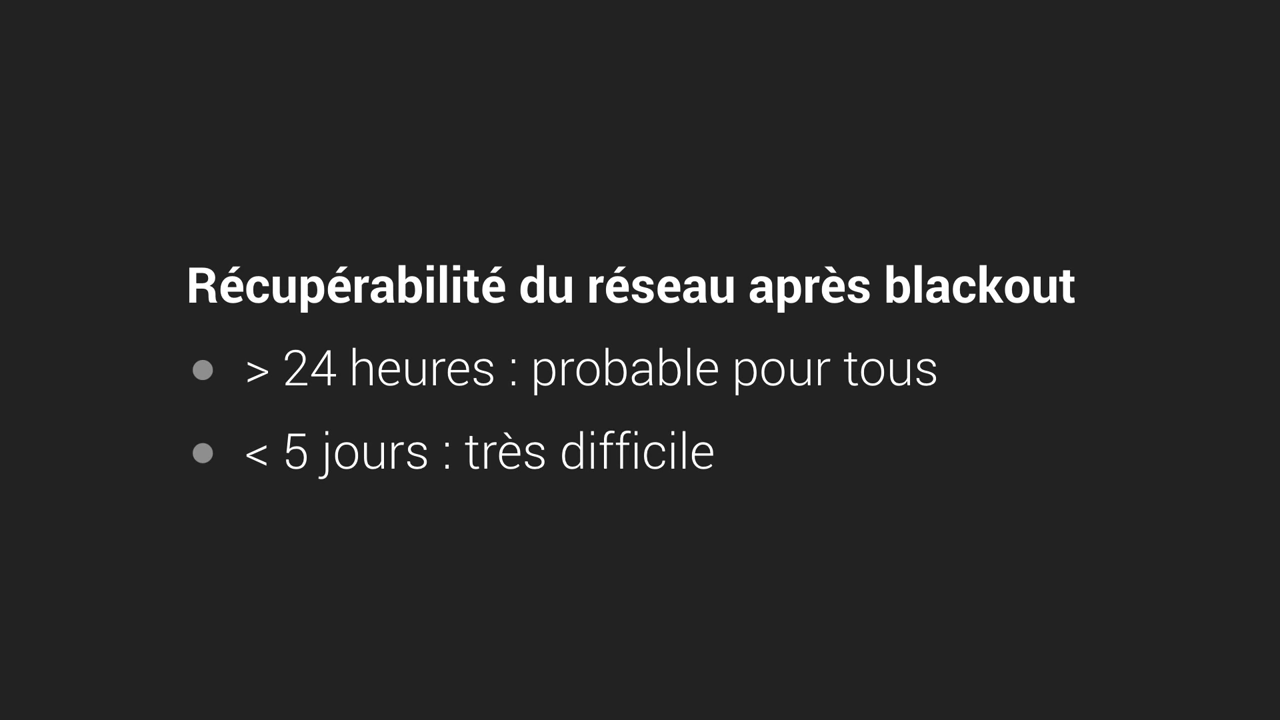 Récupérabilité du réseau après blackout
● > 24 heures : probable pour tous
● < 5 jours : très difficile